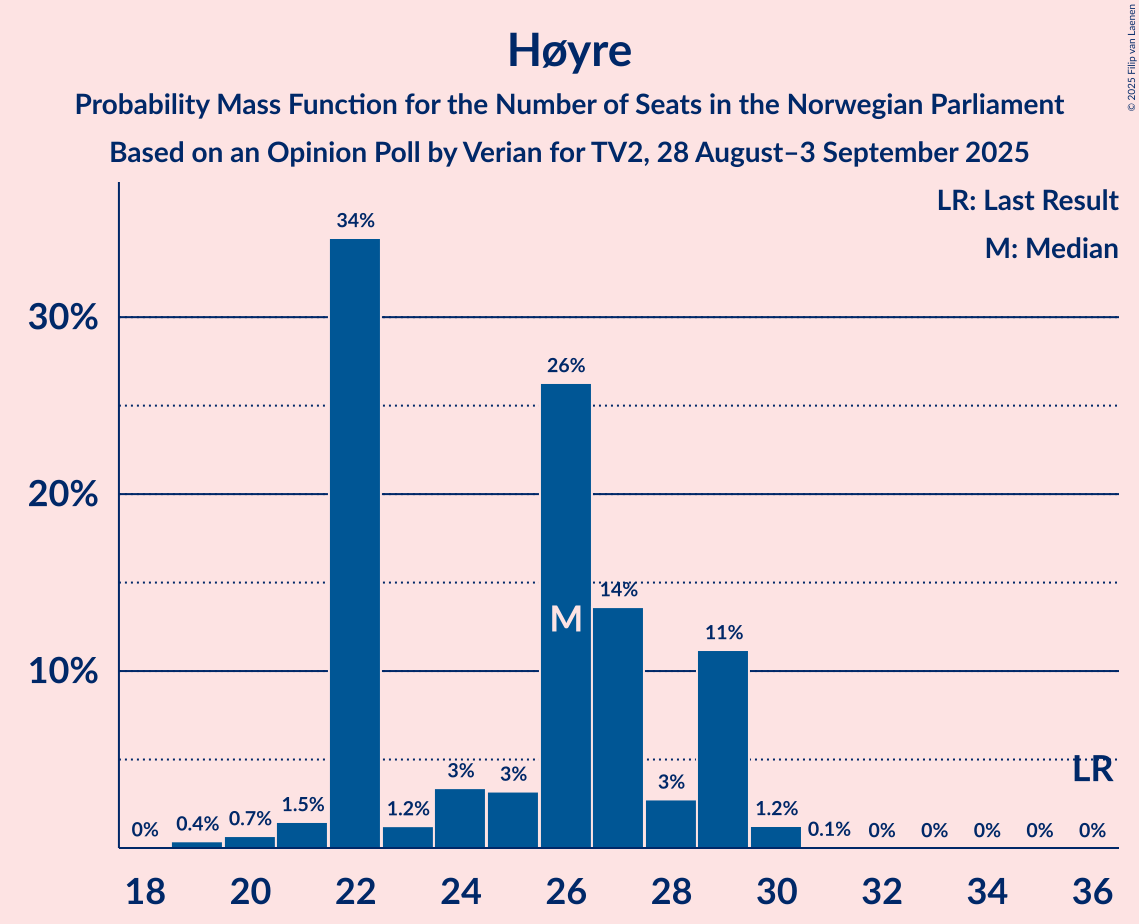 Høyre
Probability Mass Function for the Number of Seats in the Norwegian Parliament
Based on an Opinion Poll by Verian for TV2, 28 August–3 September 2025
© 2025 Filip van Laenen
LR: Last Result
M: Median
30%
20%
10%
0%
0.4%
0.7%
1.5%
34%
1.2%
3%
3%
26%
M
14%
3%
11%
1.2%
0.1%
0%
0%
0%
0%
0%
LR
18 20 22 24 26 28 30 32 34 36